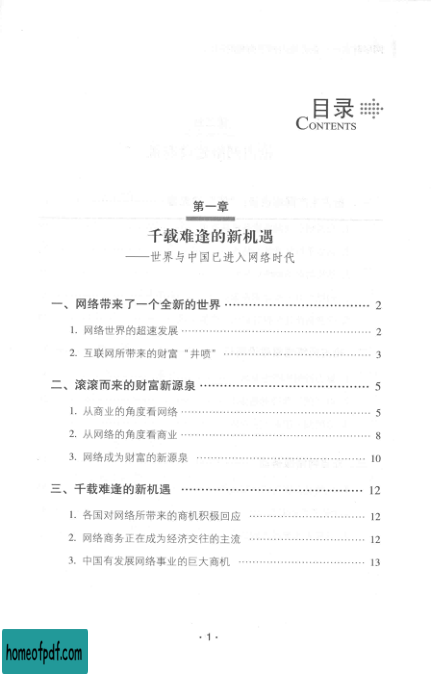 目录
CONTENTS
第一章
千载难逢的新机遇
——世界与中国已进入网络时代
一、网络带来了一个全新的世界 ………………………… 2
1. 网络世界的超速发展 ………………………… 2
2. 互联网所带来的财富“井喷” ………………………… 3
二、滚滚而来的财富新源泉 ………………………… 5
1. 从商业的角度看网络 ………………………… 5
2. 从网络的角度看商业 ………………………… 8
3. 网络成为财富的新源泉 ………………………… 10
三、千载难逢的新机遇 ………………………… 12
1. 各国对网络所带来的商机积极回应 ………………………… 12
2. 网络商务正在成为经济交往的主流 ………………………… 12
3. 中国有发展网络事业的巨大商机 ………………………… 13
· 1 ·
homeofpdf.com